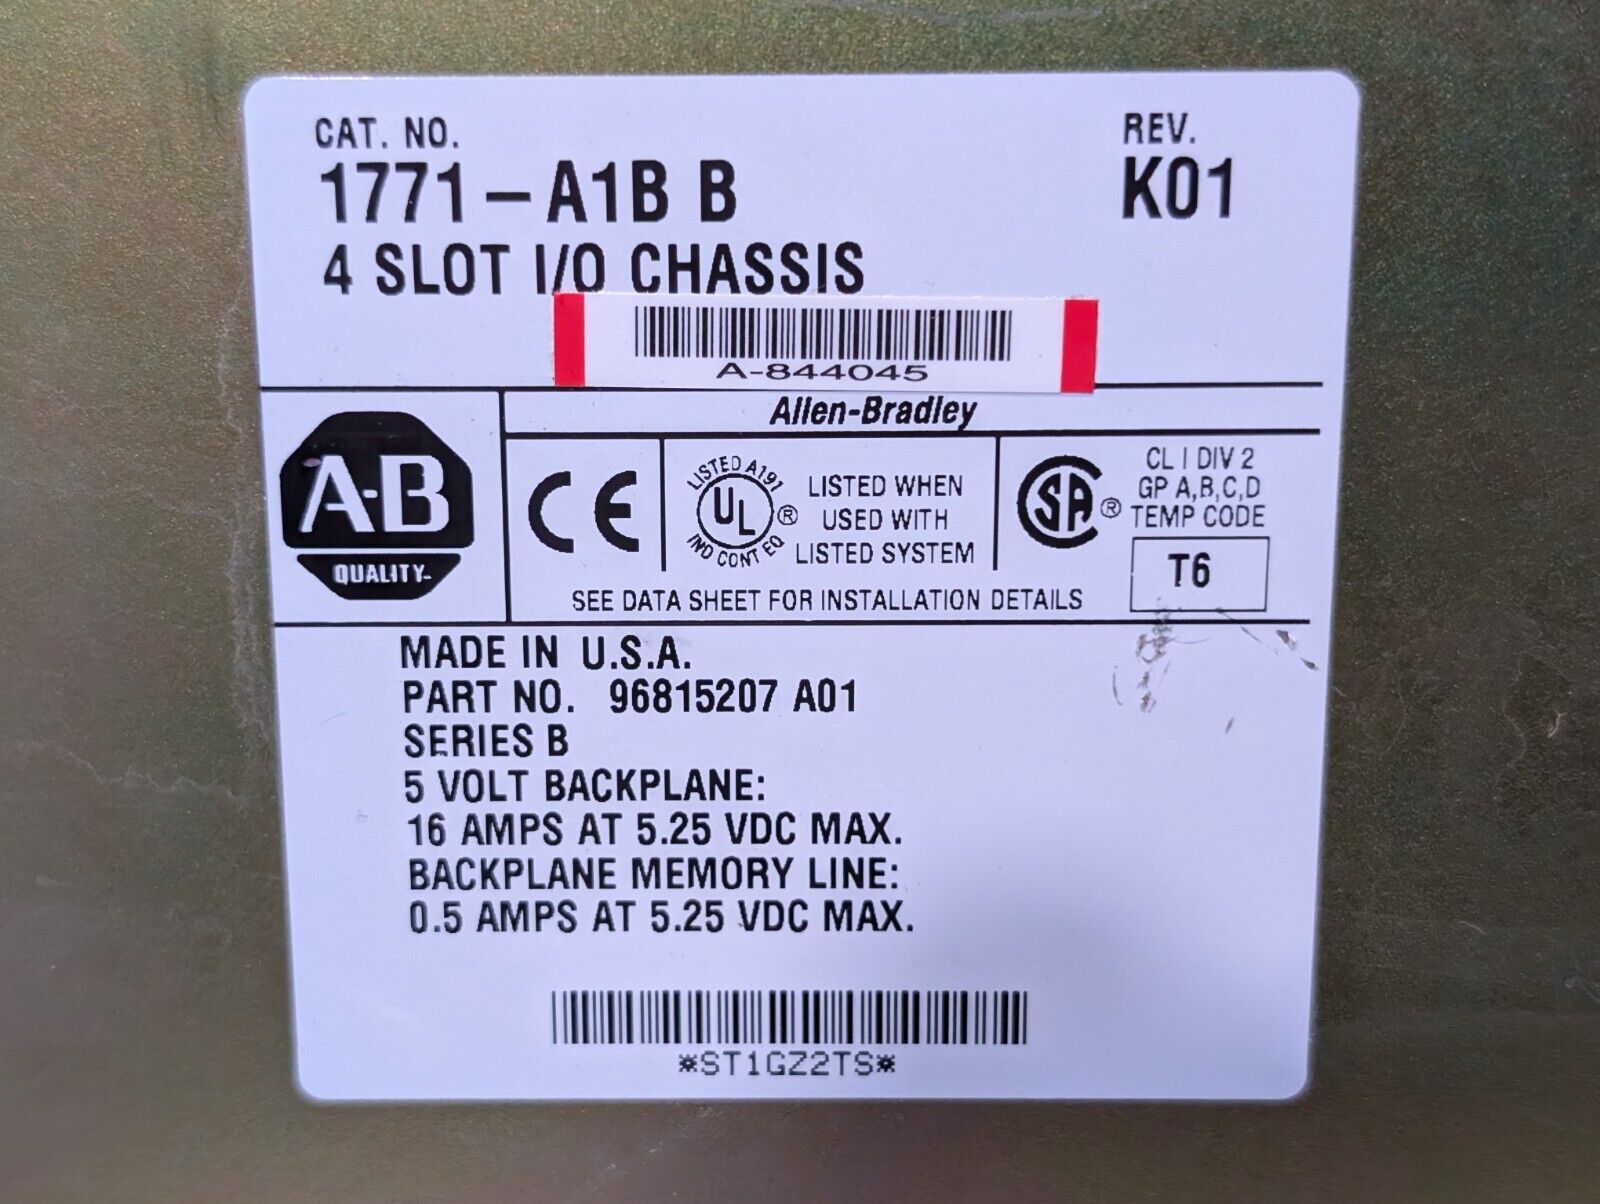 CAT. NO.
REV.
1771-A1B B
K01
4 SLOT I/O CHASSIS
A-844045
Allen-Bradley
A-B
QUALITY
CE
LISTED A191
UL
®
IND CONT EQ
LISTED WHEN
USED WITH
LISTED SYSTEM
SA
®
CL I DIV 2
GP A,B,C,D
TEMP CODE
T6
SEE DATA SHEET FOR INSTALLATION DETAILS
MADE IN U.S.A.
PART NO. 96815207 A01
SERIES B
5 VOLT BACKPLANE:
16 AMPS AT 5.25 VDC MAX.
BACKPLANE MEMORY LINE:
0.5 AMPS AT 5.25 VDC MAX.
*ST1GZ2TS*